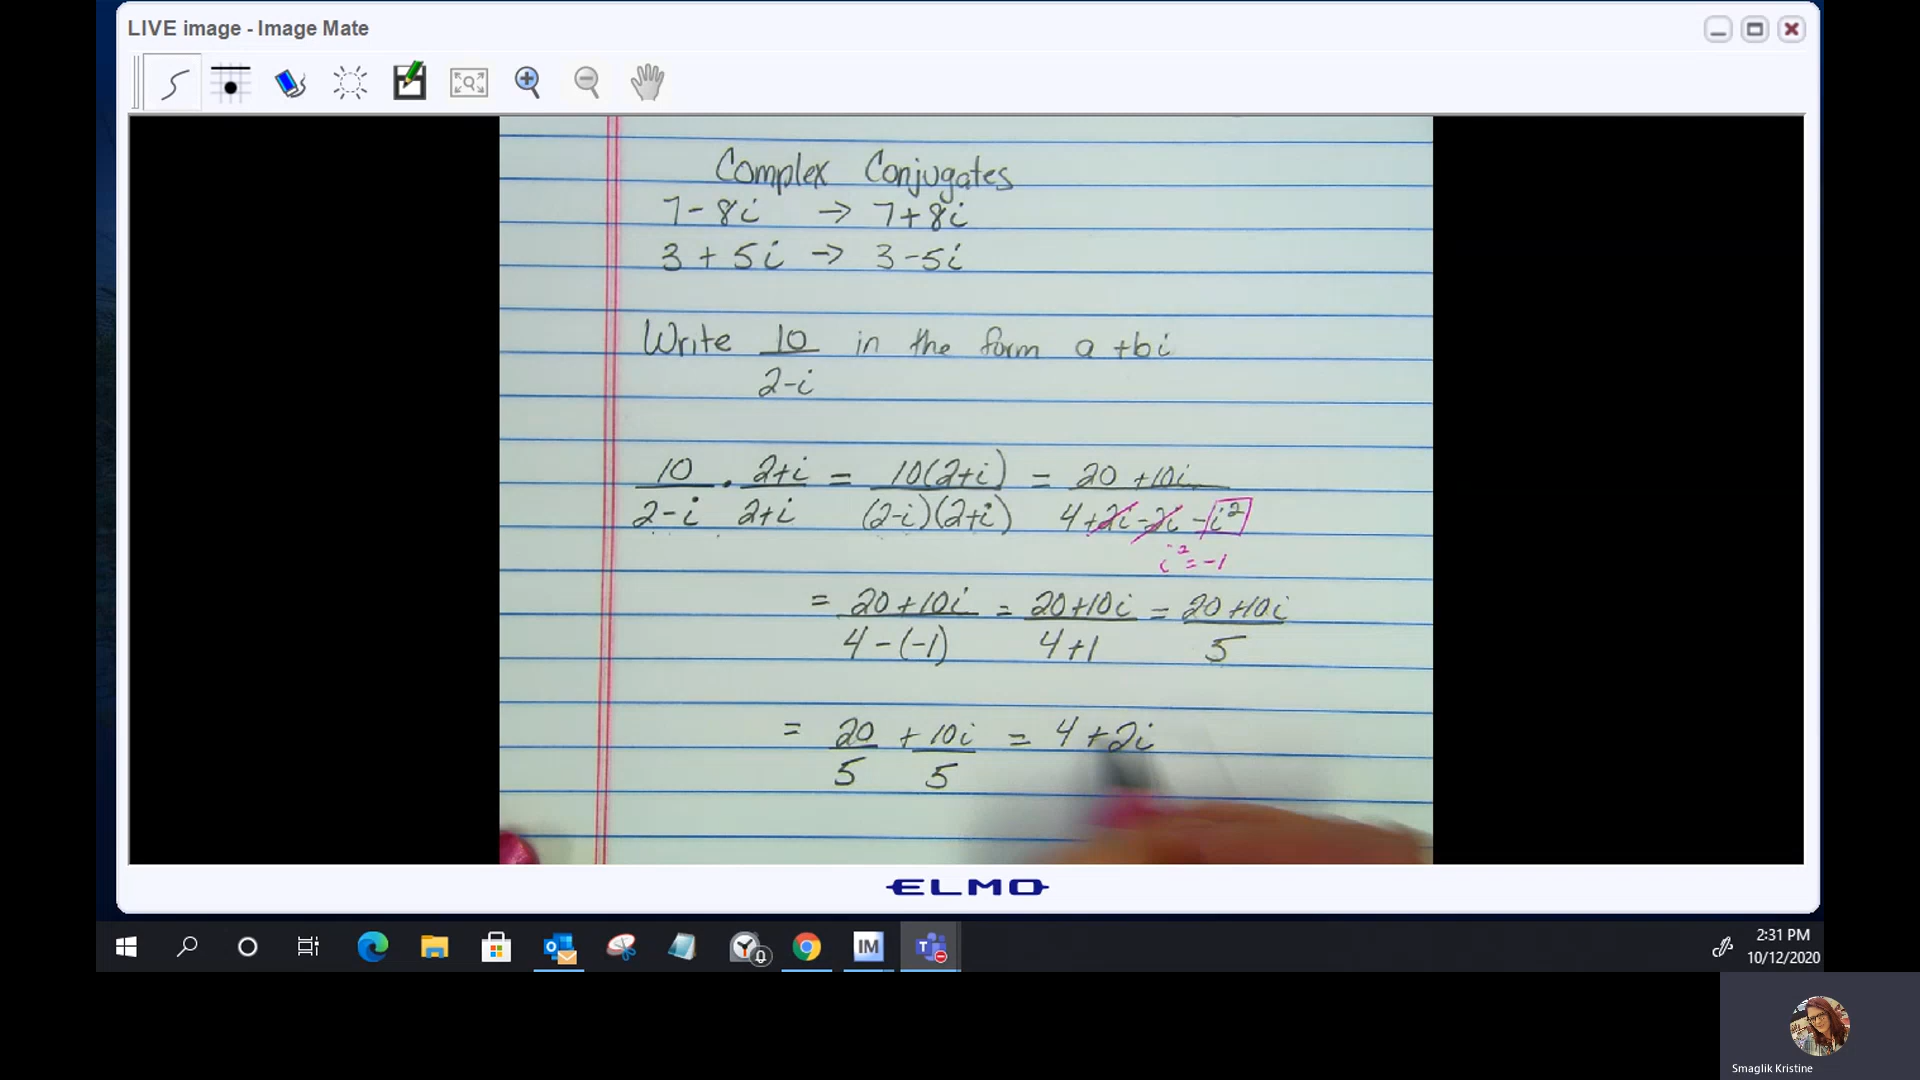 LIVE image - Image Mate
Complex Conjugates
7-8i → 7+8i
3+5i → 3-5i
Write 10/2-i in the form a+bi
10/2-i · 2+i/2+i = 10(2+i)/(2-i)(2+i) = 20+10i/4+2i-2i-i²
i²=-1
= 20+10i/4-(-1) = 20+10i/4+1 = 20+10i/5
= 20/5 + 10i/5 = 4+2i
ELMO
IM
2:31 PM
10/12/2020
Smaglik Kristine